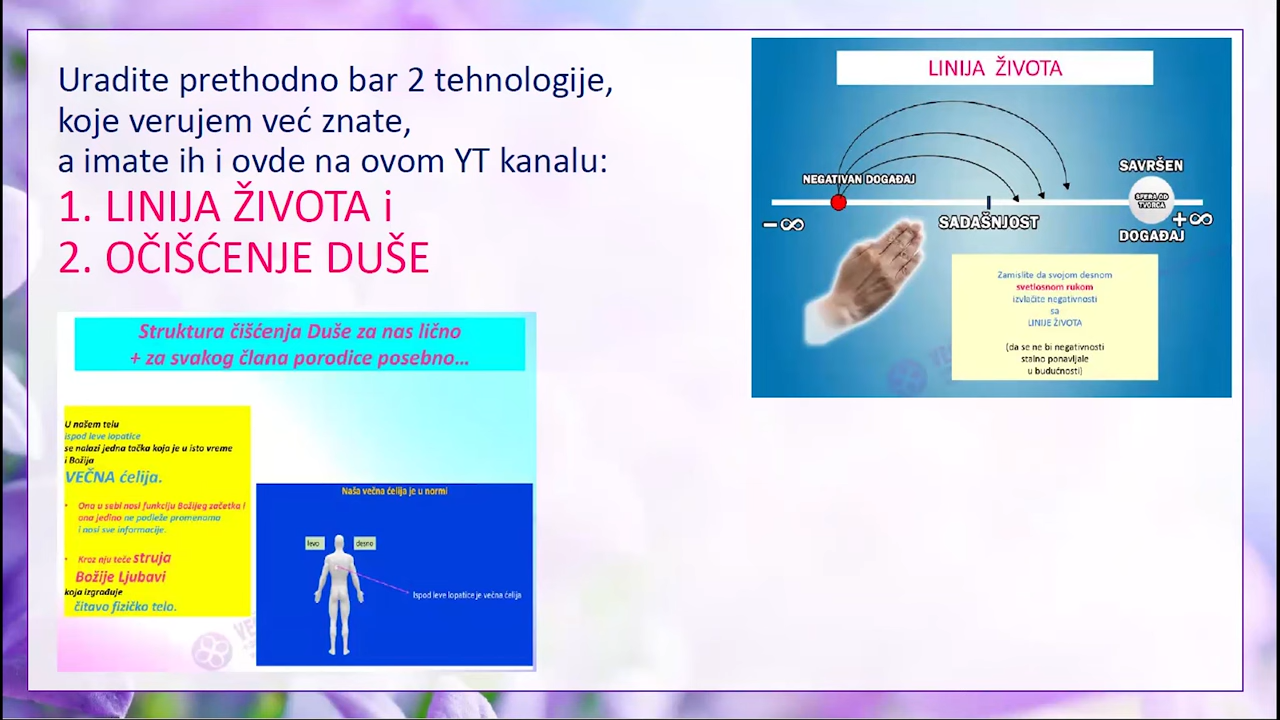 Uradite prethodno bar 2 tehnologije,
koje verujem već znate,
a imate ih i ovde na ovom YT kanalu:
1. LINIJA ŽIVOTA i
2. OČIŠĆENJE DUŠE
LINIJA ŽIVOTA
NEGATIVAN DOGAĐAJ
SAVRŠEN
SFERA OD
TVORCA
DOGAĐAJ
- ∞
SADAŠNJOST
+ ∞
Zamislite da svojom desnom
svetlosnom rukom
izvlačite negativnosti
sa
LINIJE ŽIVOTA
(da se ne bi negativnosti
stalno ponavljale
u budućnosti)
Struktura čišćenja Duše za nas lično
+ za svakog člana porodice posebno...
U našem telu
ispod leve lopatice
se nalazi jedna točka koja je u isto vreme
i Božija
VEČNA ćelija.
• Ona u sebi nosi funkciju Božijeg začetka i
ona jedino ne podleže promenama
i nosi sve informacije.
• Kroz nju teče struja
Božije Ljubavi
koja izgrađuje
čitavo fizičko telo.
Naša večna ćelija je u normi
levo
desno
Ispod leve lopatice je večna ćelija